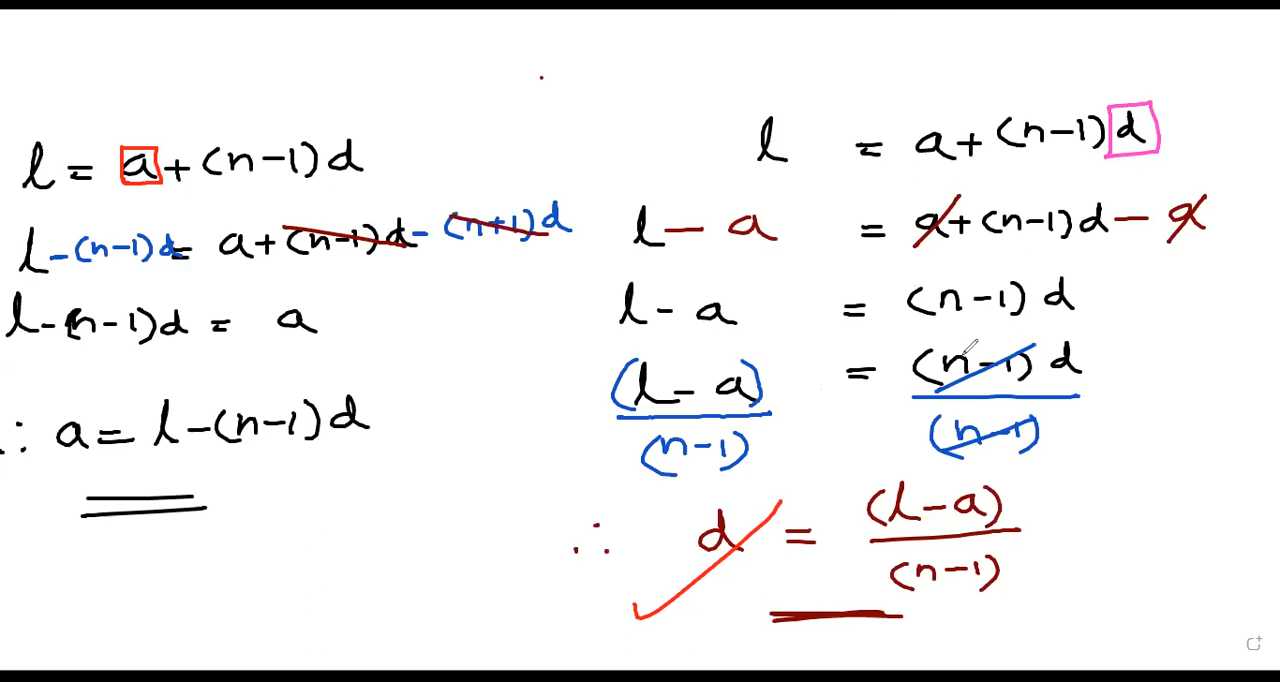 l = a + (n-1)d
l -(n-1)d = a + (n-1)d - (n+1)d
l-(n-1)d = a
∴ a = l -(n-1)d
l = a + (n-1)d
l - a = a + (n-1)d - a
l - a = (n-1) d
(l - a) / (n-1) = (n-1) d / (n-1)
∴ d = (l-a) / (n-1)